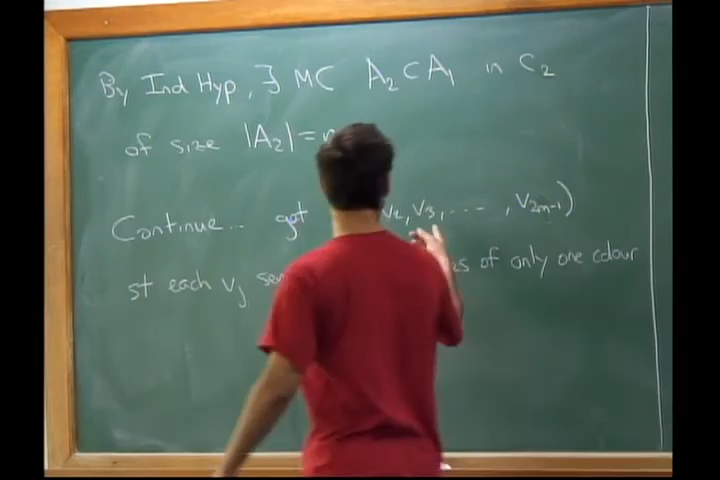 By Ind Hyp, ∃ MC A₂⊂A₁ in C₂
of size |A₂|=
Continue... get v₂, v₃, ..., v₂ₘ₋₁)
st each vⱼ of only one colour